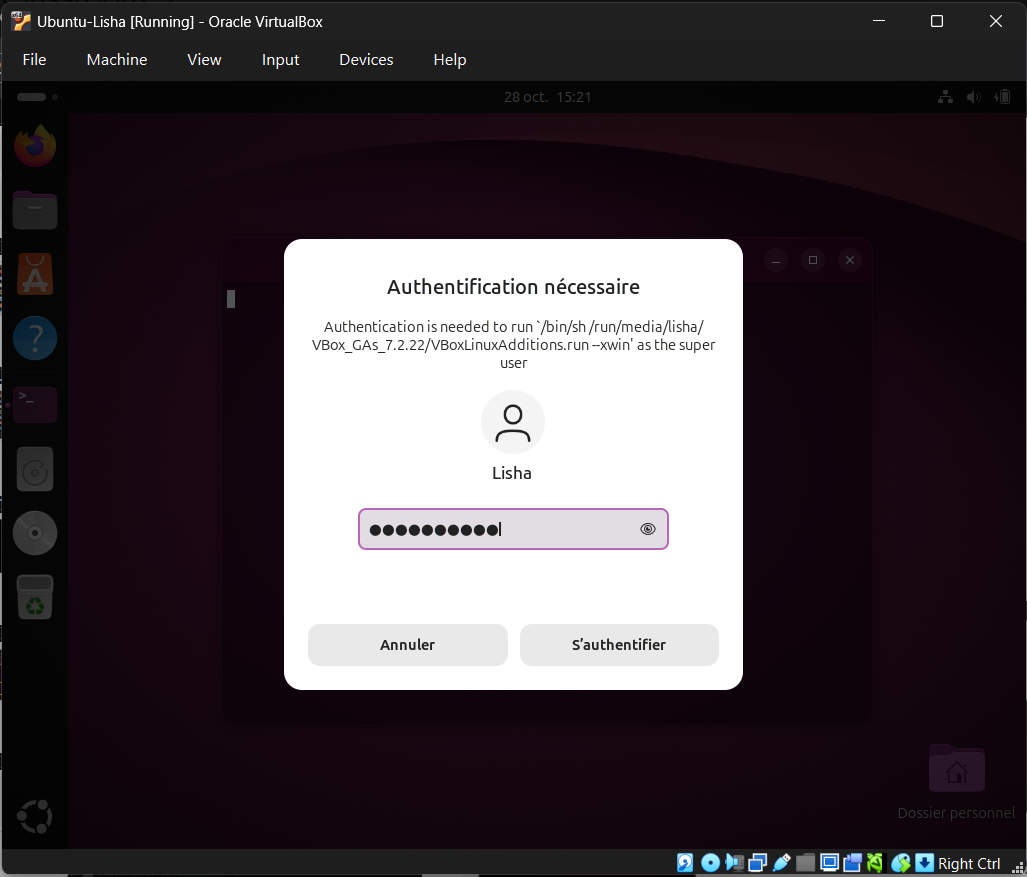 Ubuntu-Lisha [Running] - Oracle VirtualBox
File Machine View Input Devices Help
28 oct. 15:21
Authentification nécessaire
Authentication is needed to run `/bin/sh /run/media/lisha/
VBox_GAs_7.2.22/VBoxLinuxAdditions.run --xwin' as the super
user
Lisha
Annuler
S'authentifier
Dossier personnel
Right Ctrl